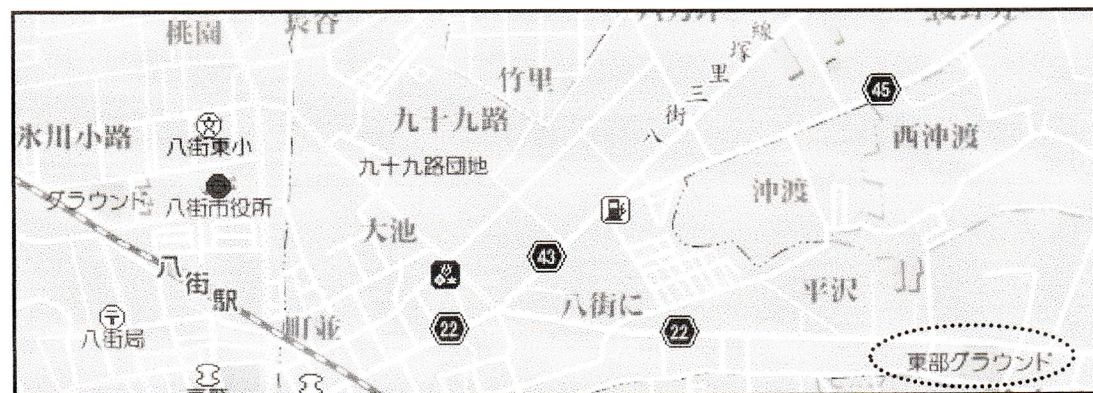 桃園
長谷
竹里
八街三里塚線
45
氷川小路
八街東小
九十九路
九十九路団地
西沖渡
沖渡
グラウンド
八街市役所
大池
43
八街駅
八街に
平沢
八街局
町並
22
22
東部グラウンド